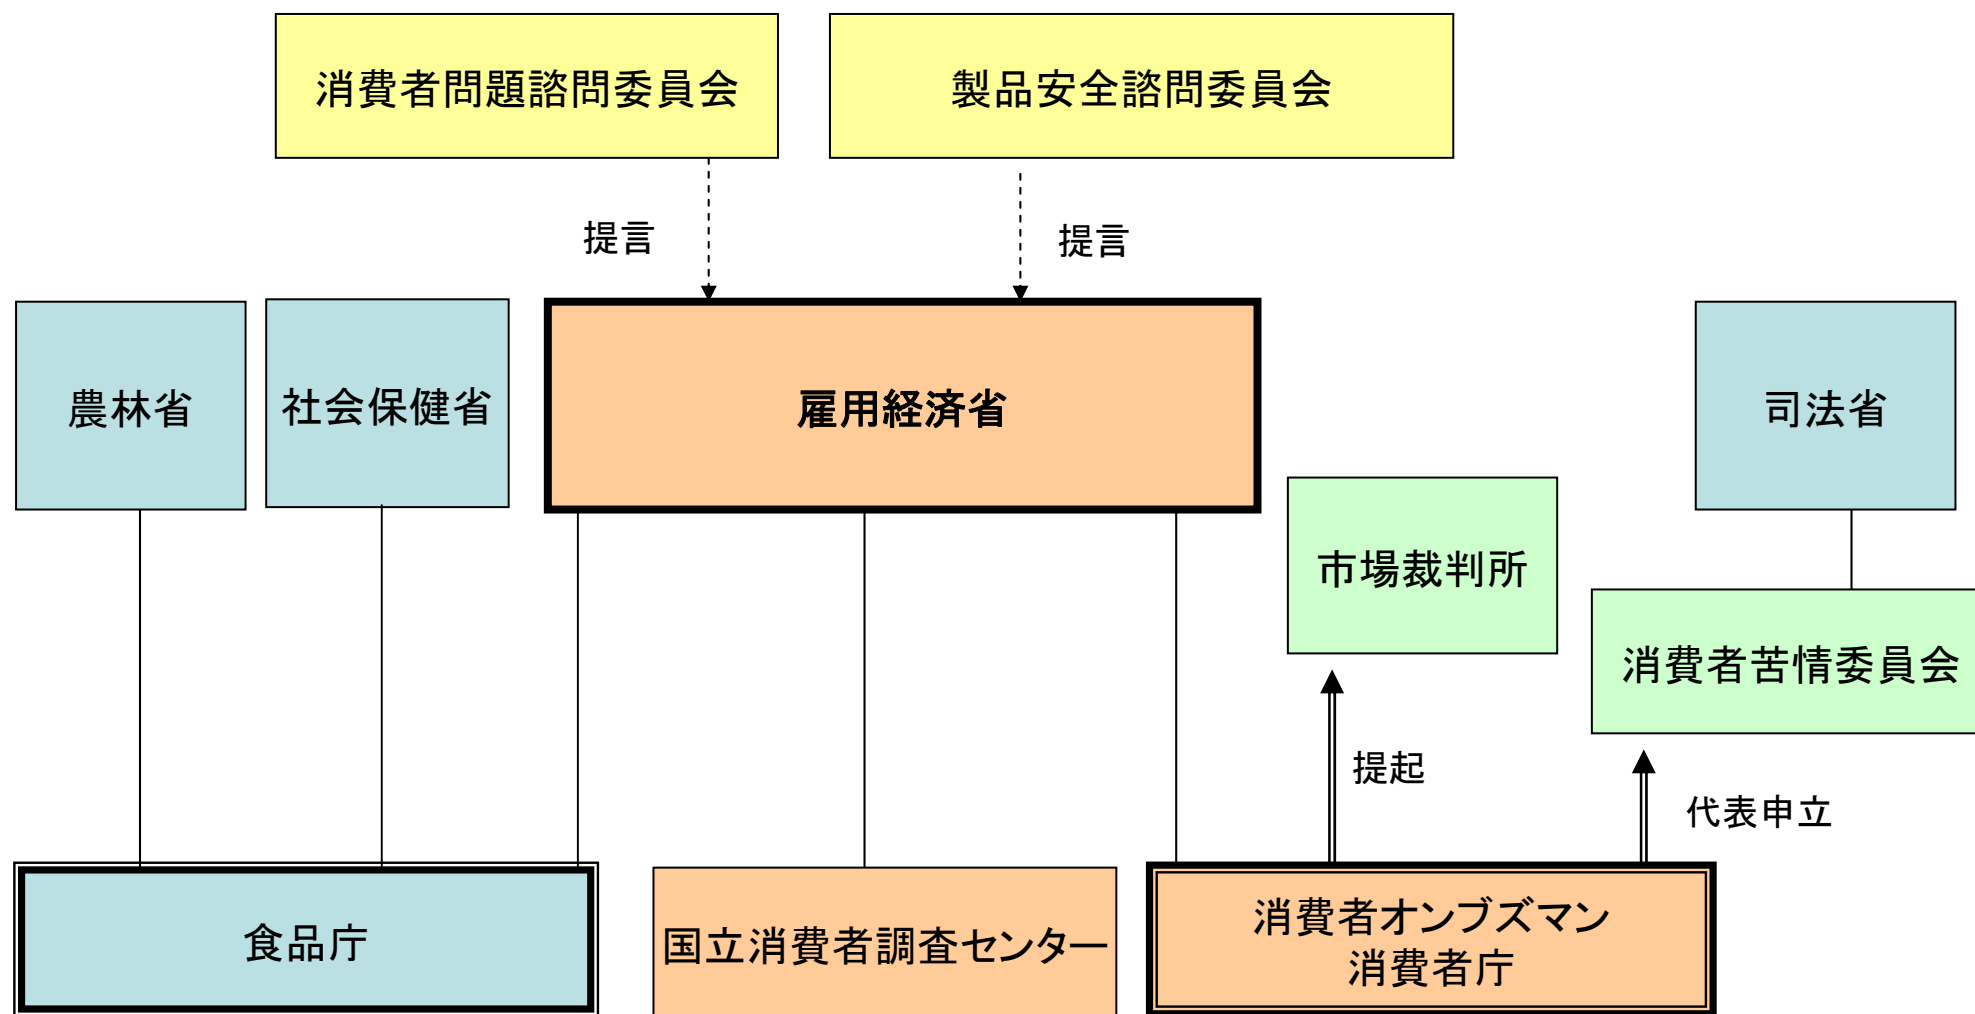 消費者問題諮問委員会
製品安全諮問委員会
提言
提言
農林省
社会保健省
雇用経済省
司法省
市場裁判所
消費者苦情委員会
提起
代表申立
食品庁
国立消費者調査センター
消費者オンブズマン
消費者庁